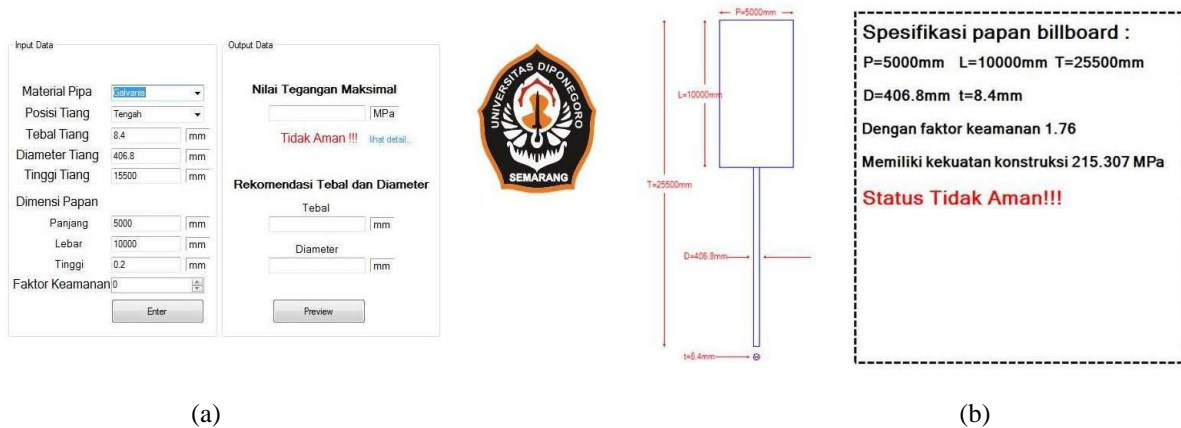 Input Data
Material Pipa Galvanis
Posisi Tiang Tengah
Tebal Tiang 8.4 mm
Diameter Tiang 406.8 mm
Tinggi Tiang 15500 mm
Dimensi Papan
Panjang 5000 mm
Lebar 10000 mm
Tinggi 0.2 mm
Faktor Keamanan 0
Enter
Output Data
Nilai Tegangan Maksimal
MPa
Tidak Aman !!! lihat detail...
Rekomendasi Tebal dan Diameter
Tebal
mm
Diameter
mm
Preview
UNIVERSITAS DIPONEGORO
SEMARANG
P=5000mm
L=10000mm
T=25500mm
D=406.8mm
t=8.4mm
Spesifikasi papan billboard :
P=5000mm L=10000mm T=25500mm
D=406.8mm t=8.4mm
Dengan faktor keamanan 1.76
Memiliki kekuatan konstruksi 215.307 MPa
Status Tidak Aman!!!
(a)
(b)